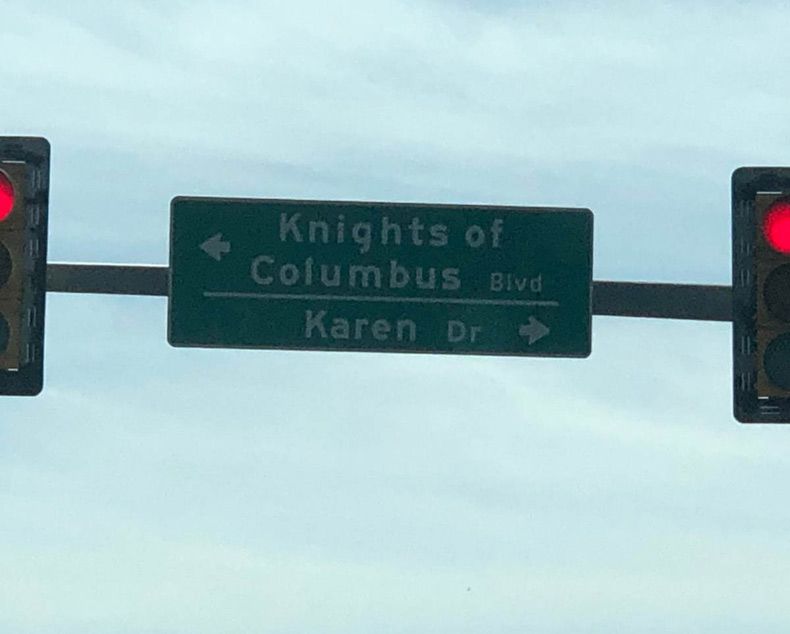 Knights of
Columbus Blvd
Karen Dr